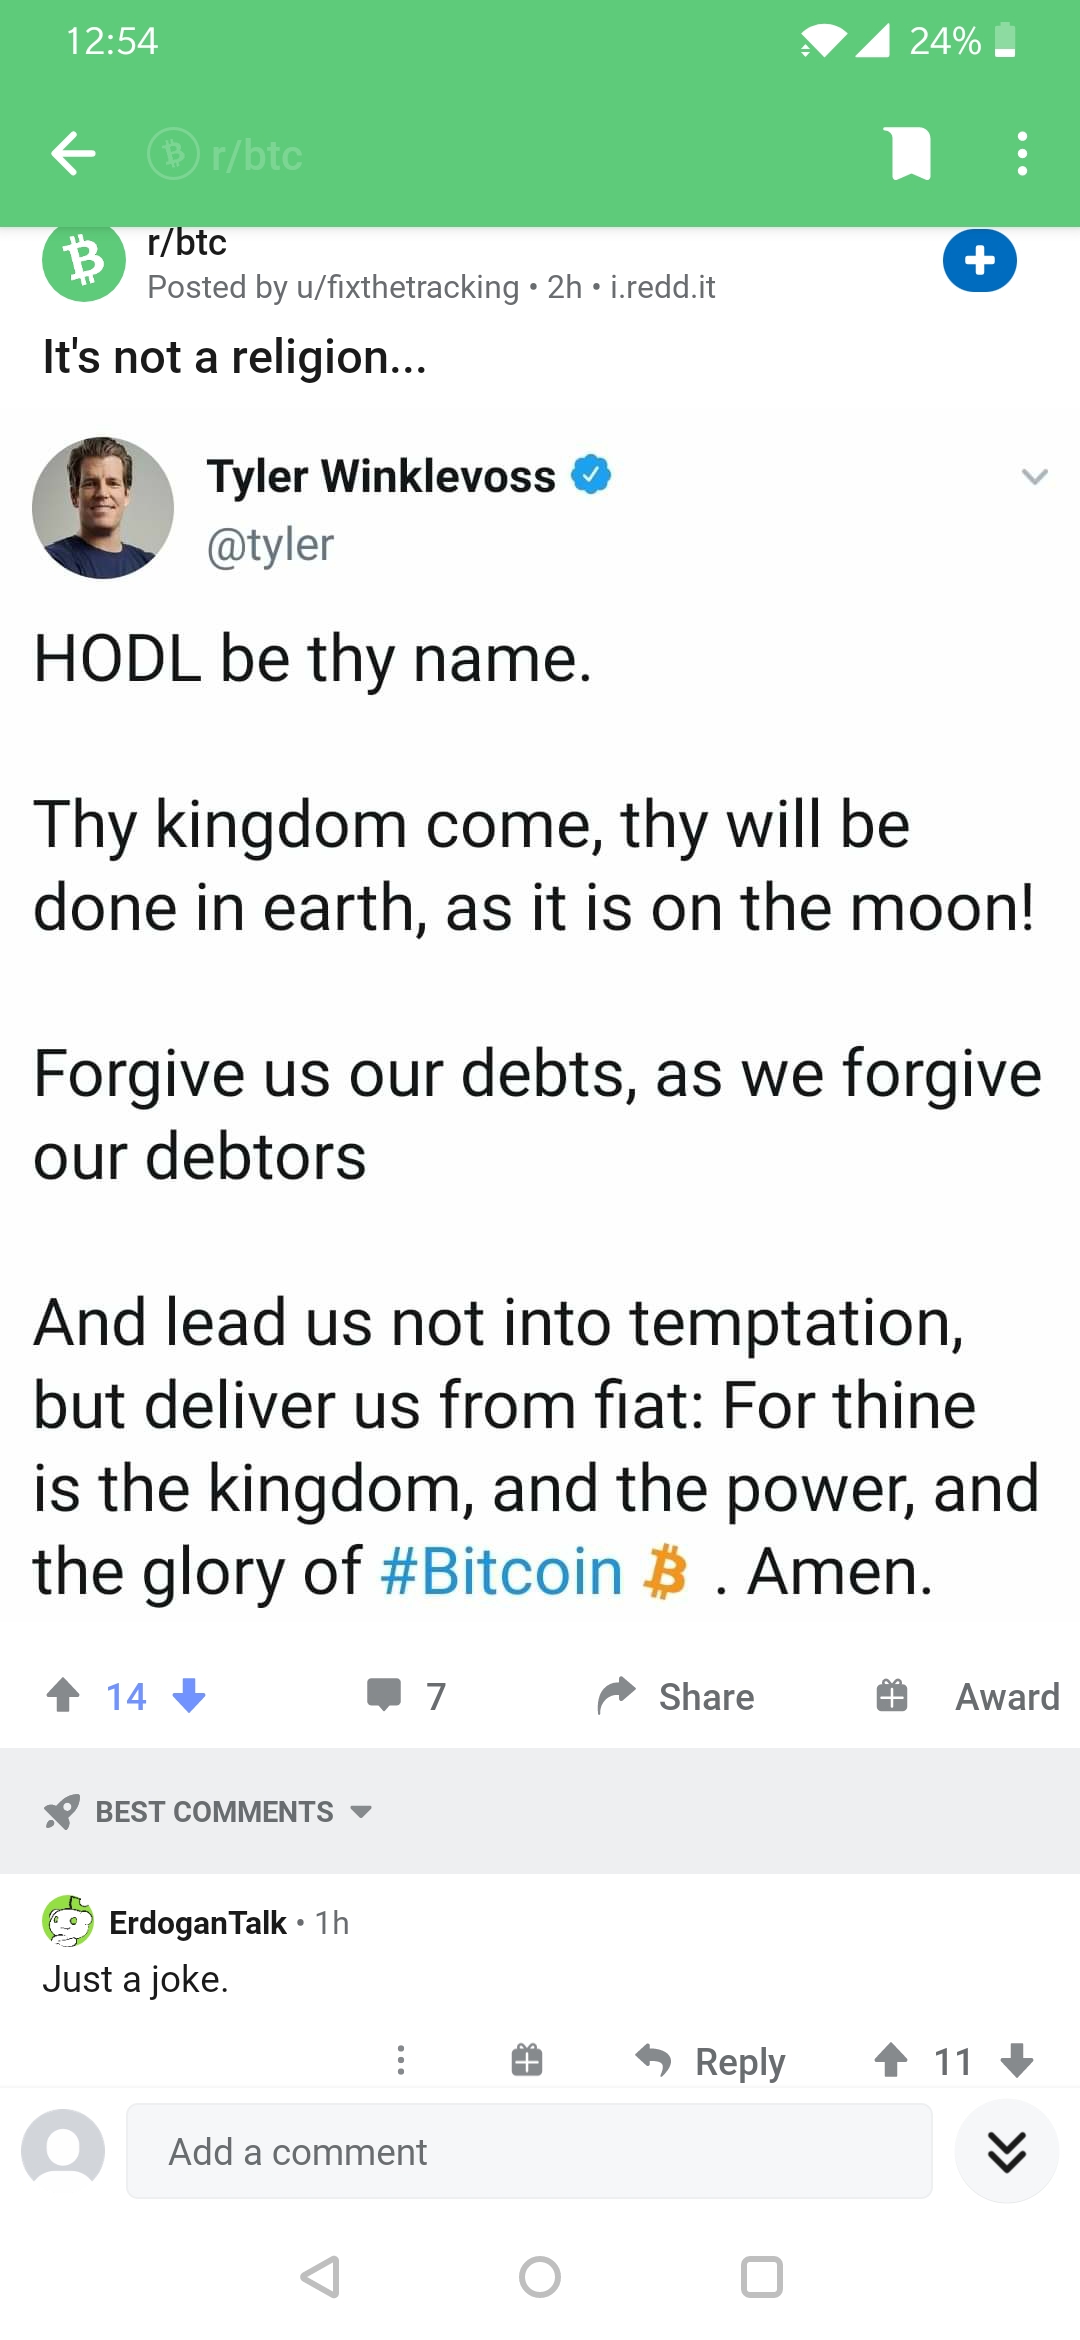 12:54
24%
r/btc
r/btc
Posted by u/fixthetracking • 2h • i.redd.it
It's not a religion...
Tyler Winklevoss
@tyler
HODL be thy name.
Thy kingdom come, thy will be
done in earth, as it is on the moon!
Forgive us our debts, as we forgive
our debtors
And lead us not into temptation,
but deliver us from fiat: For thine
is the kingdom, and the power, and
the glory of #Bitcoin ₿ . Amen.
14 7 Share Award
BEST COMMENTS
ErdoganTalk • 1h
Just a joke.
Reply 11
Add a comment